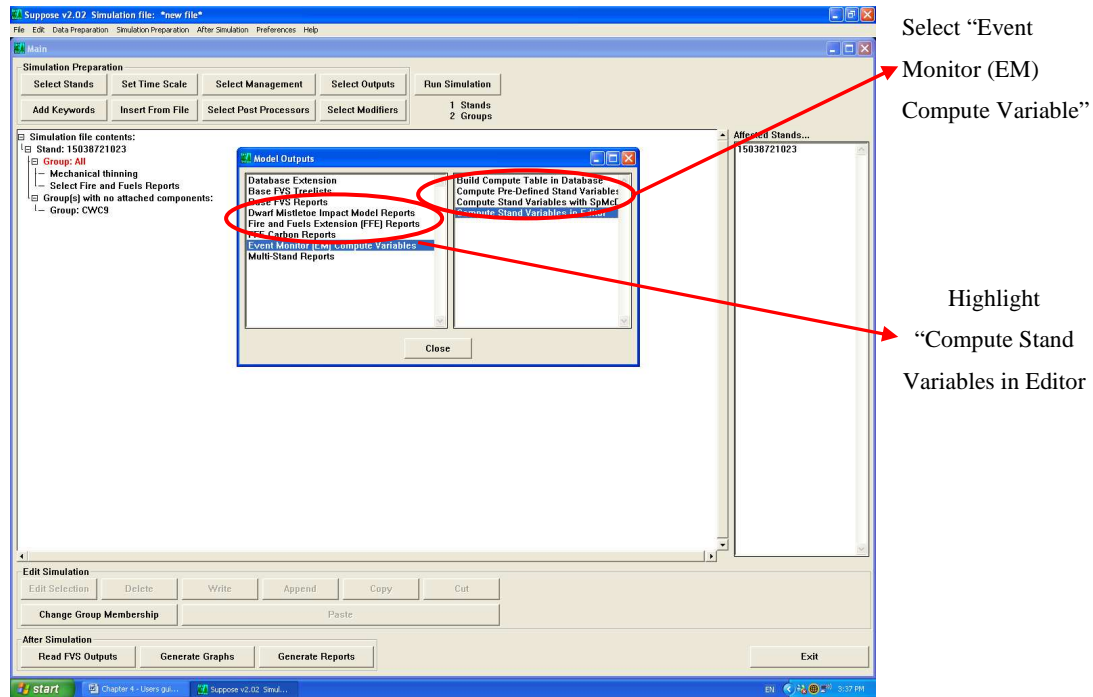 Suppose v2.02 Simulation file: *new file*
File Edit Data Preparation Simulation Preparation After Simulation Preferences Help
Main
Simulation Preparation
Select Stands Set Time Scale Select Management Select Outputs Run Simulation
Add Keywords Insert From File Select Post Processors Select Modifiers
1 Stands
2 Groups
Simulation file contents:
Stand: 15038721023
Group: All
Mechanical thinning
Select Fire and Fuels Reports
Group(s) with no attached components:
Group: CWC9
Affected Stands...
15038721023
Model Outputs
Database Extension
Base FVS Treelists
Base FVS Reports
Dwarf Mistletoe Impact Model Reports
Fire and Fuels Extension (FFE) Reports
FFE Carbon Reports
Event Monitor (EM) Compute Variables
Multi-Stand Reports
Build Compute Table in Database
Compute Pre-Defined Stand Variables
Compute Stand Variables with SpMcD
Compute Stand Variables in Editor
Close
Edit Simulation
Edit Selection Delete Write Append Copy Cut
Change Group Membership Paste
After Simulation
Read FVS Outputs Generate Graphs Generate Reports Exit
start Chapter 4 - Users gui... Suppose v2.02 Simul... EN 3:37 PM
Select “Event
Monitor (EM)
Compute Variable”
Highlight
“Compute Stand
Variables in Editor